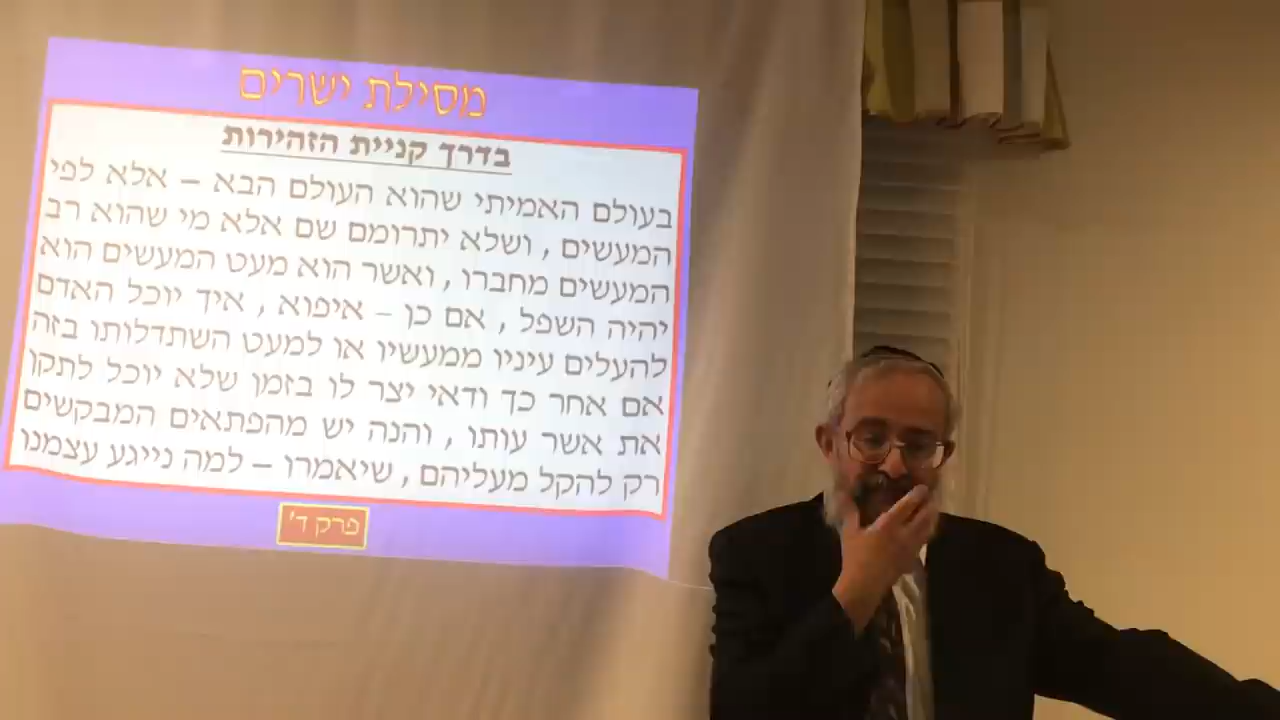 מסילת ישרים
בדרך קניית הזהירות
בעולם האמיתי שהוא העולם הבא – אלא לפי
המעשים , ושלא יתרומם שם אלא מי שהוא רב
המעשים מחברו , ואשר הוא מעט המעשים הוא
יהיה השפל , אם כן – איפוא , איך יוכל האדם
להעלים עיניו ממעשיו או למעט השתדלותו בזה
אם אחר כך ודאי יצר לו בזמן שלא יוכל לתקן
את אשר עותו , והנה יש מהפתאים המבקשים
רק להקל מעליהם , שיאמרו – למה נייגע עצמנו
פרק ד'